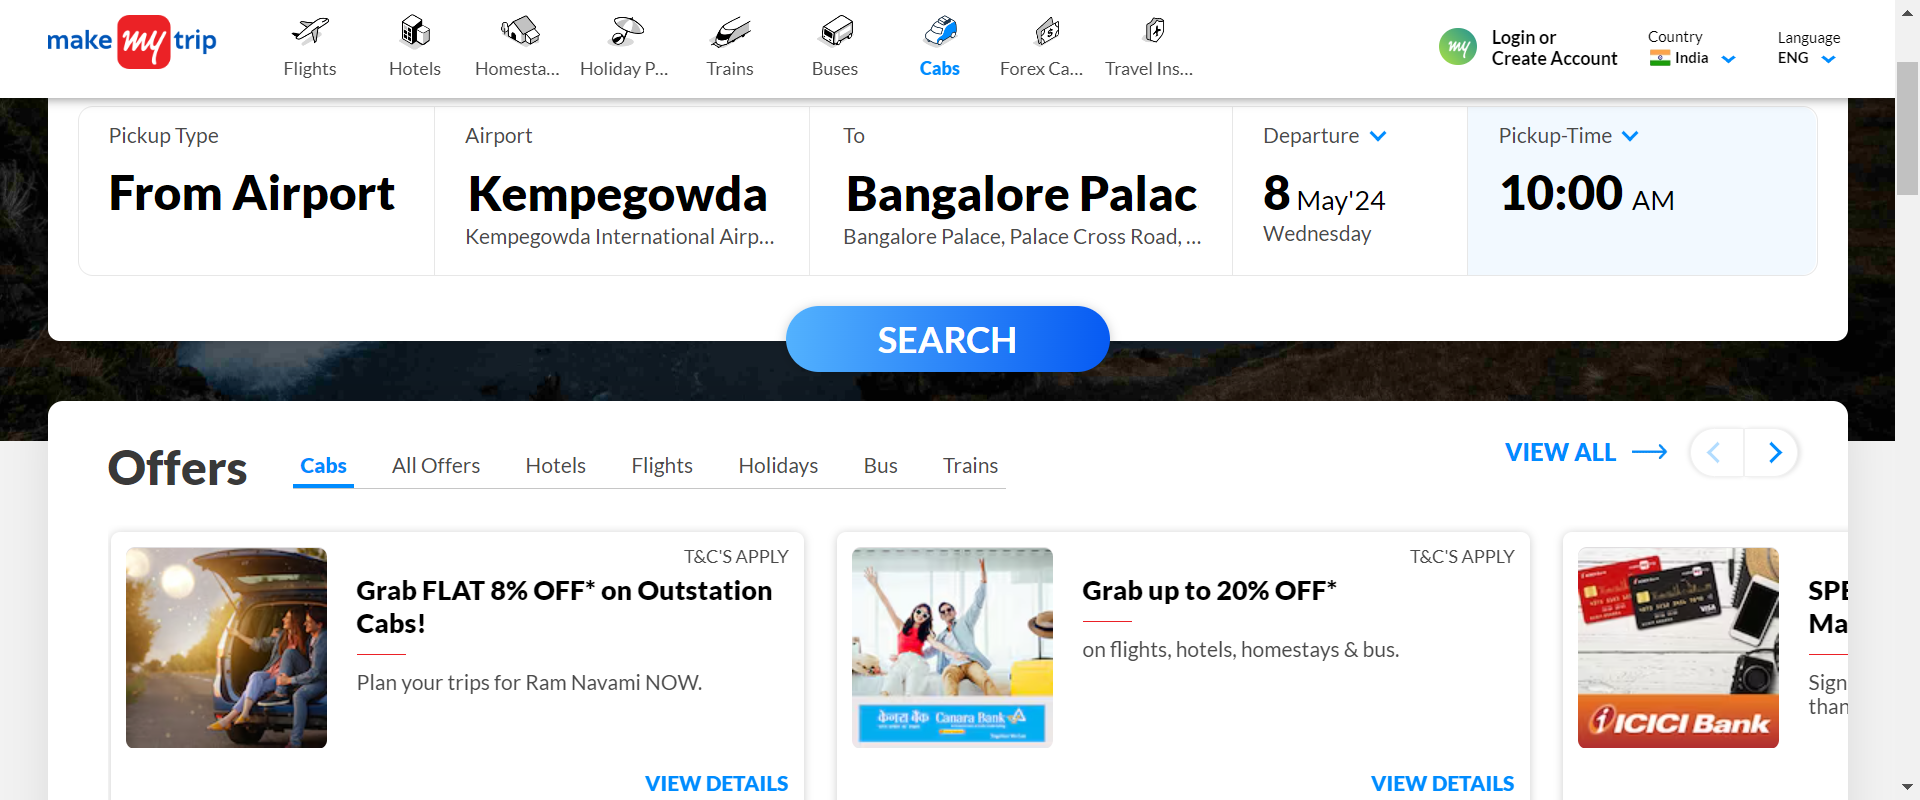 make my trip
Flights
Hotels
Homesta...
Holiday P...
Trains
Buses
Cabs
Forex Ca...
Travel Ins...
my
Login or
Create Account
Country
India
Language
ENG
Pickup Type
From Airport
Airport
Kempegowda
Kempegowda International Airp...
To
Bangalore Palac
Bangalore Palace, Palace Cross Road, ...
Departure
8 May'24
Wednesday
Pickup-Time
10:00 AM
SEARCH
Offers
Cabs
All Offers
Hotels
Flights
Holidays
Bus
Trains
VIEW ALL
T&C'S APPLY
Grab FLAT 8% OFF* on Outstation
Cabs!
Plan your trips for Ram Navami NOW.
VIEW DETAILS
केनरा बैंक Canara Bank
T&C'S APPLY
Grab up to 20% OFF*
on flights, hotels, homestays & bus.
VIEW DETAILS
VISA
ICICI Bank
SPE
Ma
Sign
than